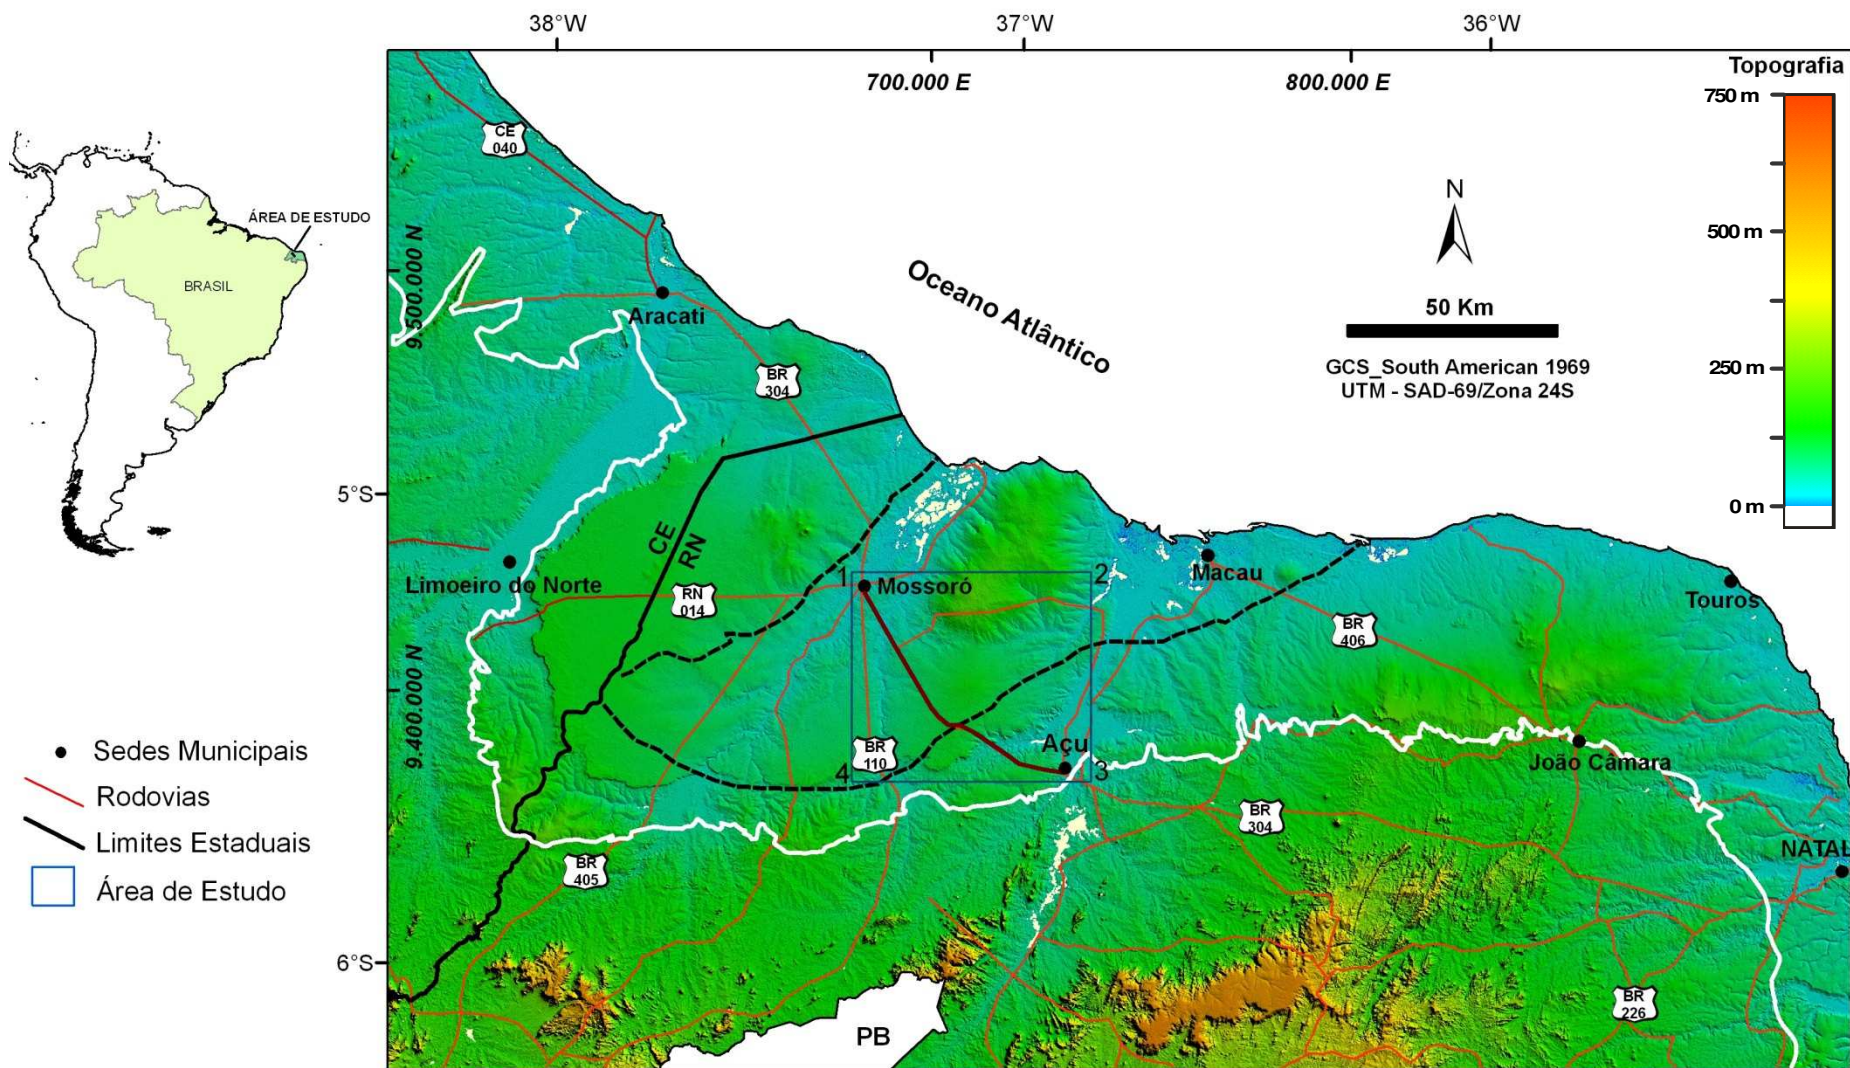 38°W
37°W
36°W
700.000 E
800.000 E
Topografia
750 m
500 m
250 m
0 m
CE
040
N
ÁREA DE ESTUDO
BRASIL
9.500.000 N
Oceano Atlântico
50 Km
GCS_South American 1969
UTM - SAD-69/Zona 24S
Aracati
BR
304
5°S
CE
RN
Limoeiro do Norte
1
Mossoró
2
Macau
Touros
RN
014
BR
406
9.400.000 N
BR
110
Açu
4
3
João Câmara
BR
304
NATAL
BR
405
Sedes Municipais
Rodovias
Limites Estaduais
Área de Estudo
6°S
PB
BR
226